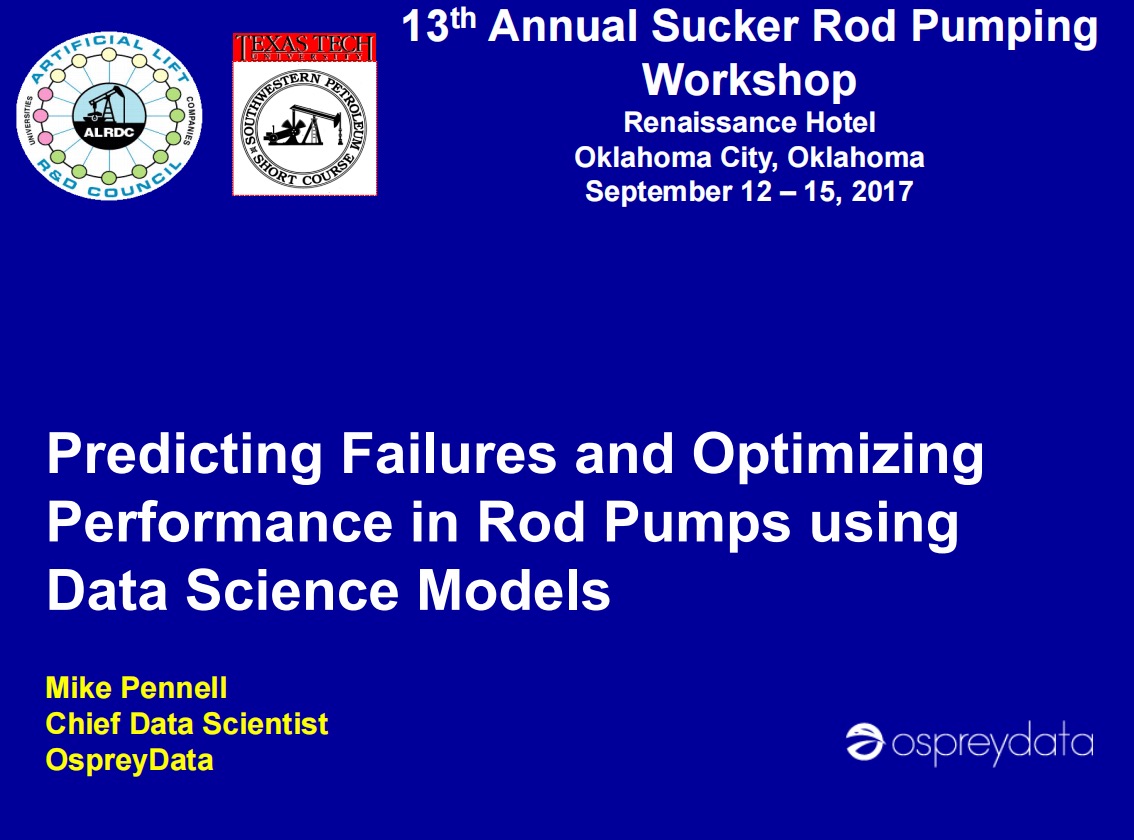 ARTIFICIAL LIFT
UNIVERSITIES
COMPANIES
ALRDC
R&D COUNCIL
TEXAS TECH
UNIVERSITY
SOUTHWESTERN PETROLEUM
SHORT COURSE
13th Annual Sucker Rod Pumping
Workshop
Renaissance Hotel
Oklahoma City, Oklahoma
September 12 – 15, 2017
Predicting Failures and Optimizing
Performance in Rod Pumps using
Data Science Models
Mike Pennell
Chief Data Scientist
OspreyData
ospreydata